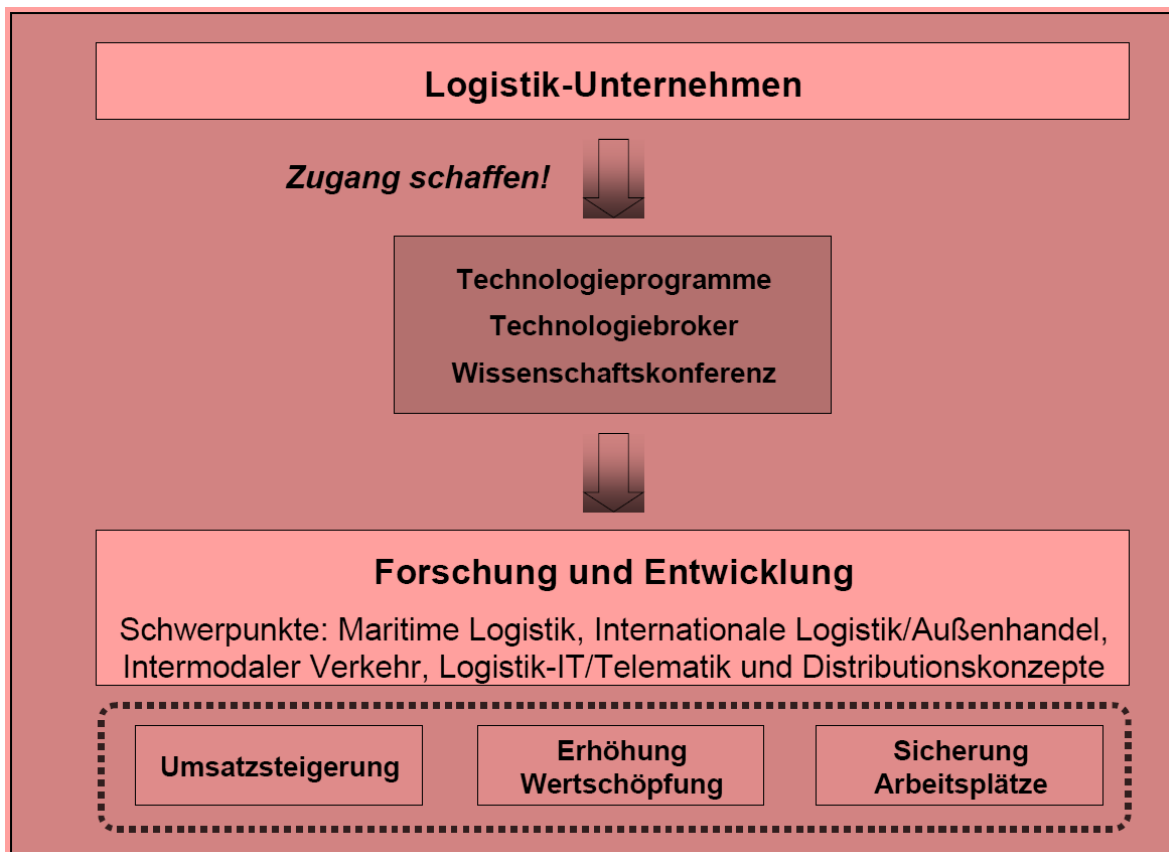 Logistik-Unternehmen
Zugang schaffen!
Technologieprogramme
Technologiebroker
Wissenschaftskonferenz
Forschung und Entwicklung
Schwerpunkte: Maritime Logistik, Internationale Logistik/Außenhandel,
Intermodaler Verkehr, Logistik-IT/Telematik und Distributionskonzepte
Umsatzsteigerung
Erhöhung
Wertschöpfung
Sicherung
Arbeitsplätze